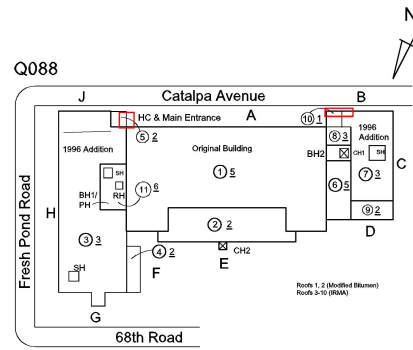 N
Q088
J
Catalpa Avenue
B
HC & Main Entrance
A
10 1
5 2
8 3
1996
Addition
1996 Addition
Original Building
BH2
CH1
SH
C
1 5
7 3
SH
BH1/
PH
RH
11 6
6 5
H
2 2
9 2
D
3 3
4 2
CH2
F
E
SH
G
Fresh Pond Road
68th Road
Roofs 1, 2 (Modified Bitumen)
Roofs 3-10 (IRMA)